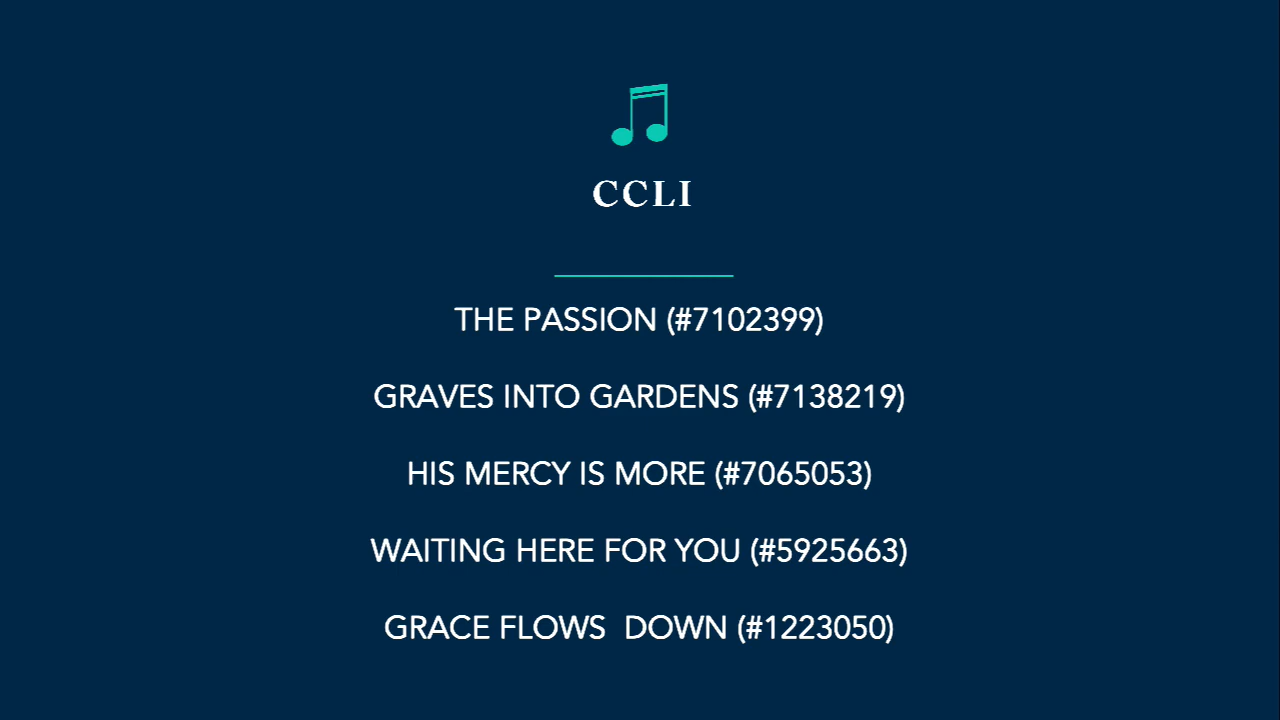 CCLI
THE PASSION (#7102399)
GRAVES INTO GARDENS (#7138219)
HIS MERCY IS MORE (#7065053)
WAITING HERE FOR YOU (#5925663)
GRACE FLOWS  DOWN (#1223050)